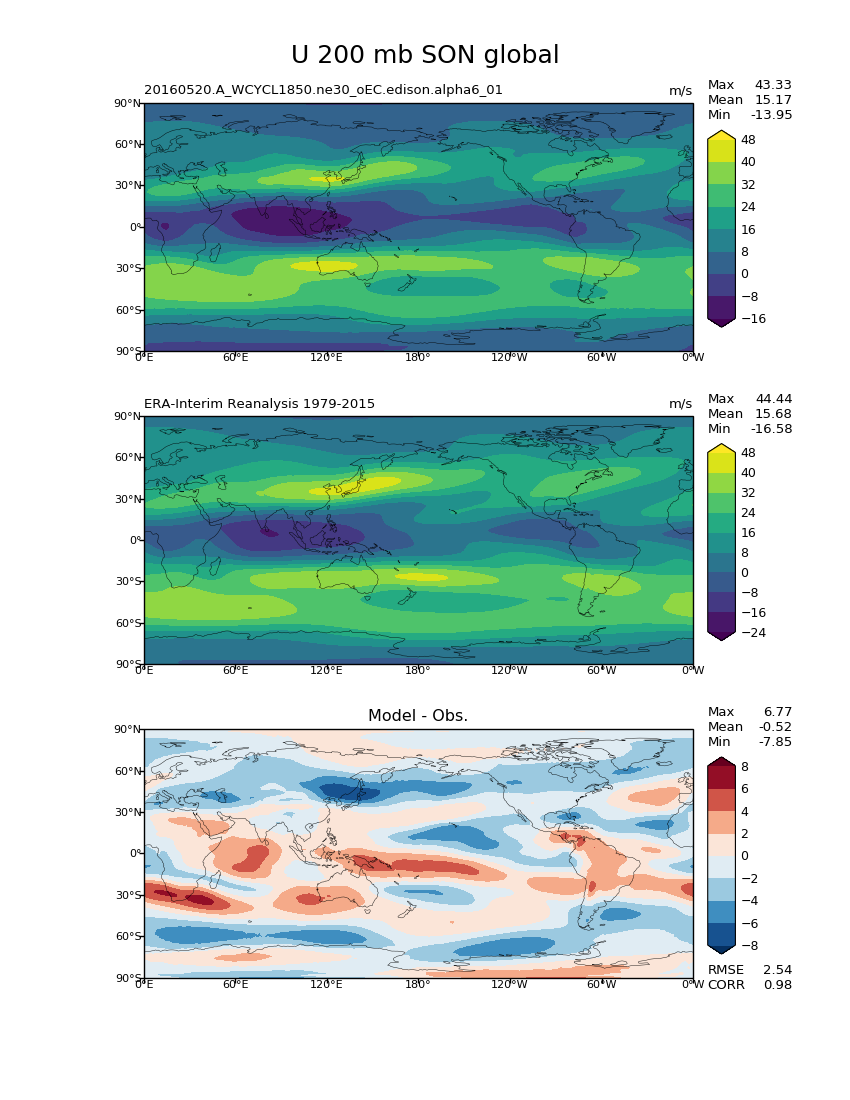 U 200 mb SON global
20160520.A_WCYCL1850.ne30_oEC.edison.alpha6_01
m/s
Max 43.33
Mean 15.17
Min -13.95
90°N
60°N
30°N
0°
30°S
60°S
90°S
0°E 60°E 120°E 180° 120°W 60°W 0°W
48
40
32
24
16
8
0
−8
−16
ERA-Interim Reanalysis 1979-2015
m/s
Max 44.44
Mean 15.68
Min -16.58
90°N
60°N
30°N
0°
30°S
60°S
90°S
0°E 60°E 120°E 180° 120°W 60°W 0°W
48
40
32
24
16
8
0
−8
−16
−24
Model - Obs.
Max 6.77
Mean -0.52
Min -7.85
90°N
60°N
30°N
0°
30°S
60°S
90°S
0°E 60°E 120°E 180° 120°W 60°W 0°W
8
6
4
2
0
−2
−4
−6
−8
RMSE 2.54
CORR 0.98